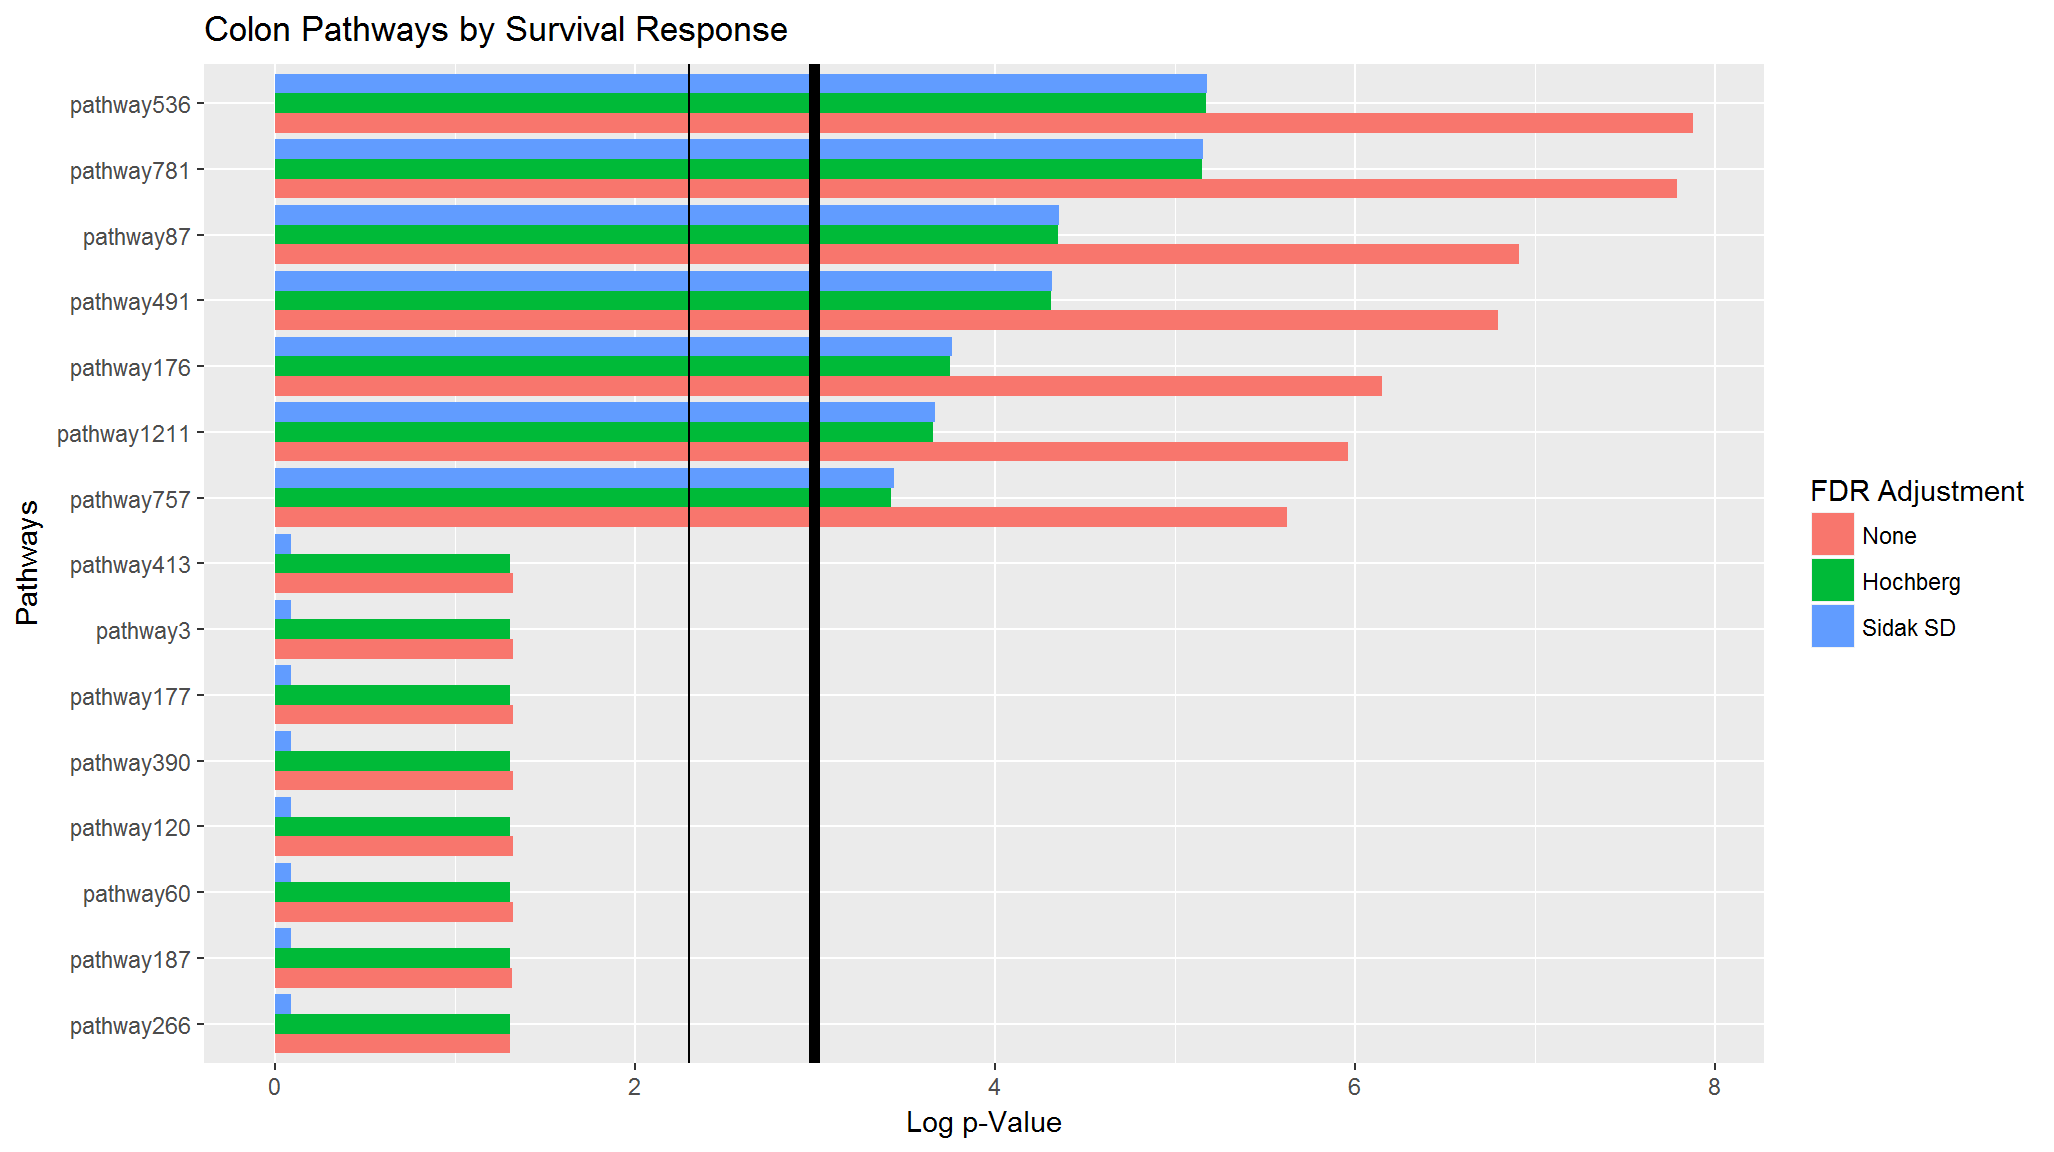 Colon Pathways by Survival Response
Pathways
pathway536
pathway781
pathway87
pathway491
pathway176
pathway1211
pathway757
pathway413
pathway3
pathway177
pathway390
pathway120
pathway60
pathway187
pathway266
0 2 4 6 8
Log p-Value
FDR Adjustment
None
Hochberg
Sidak SD